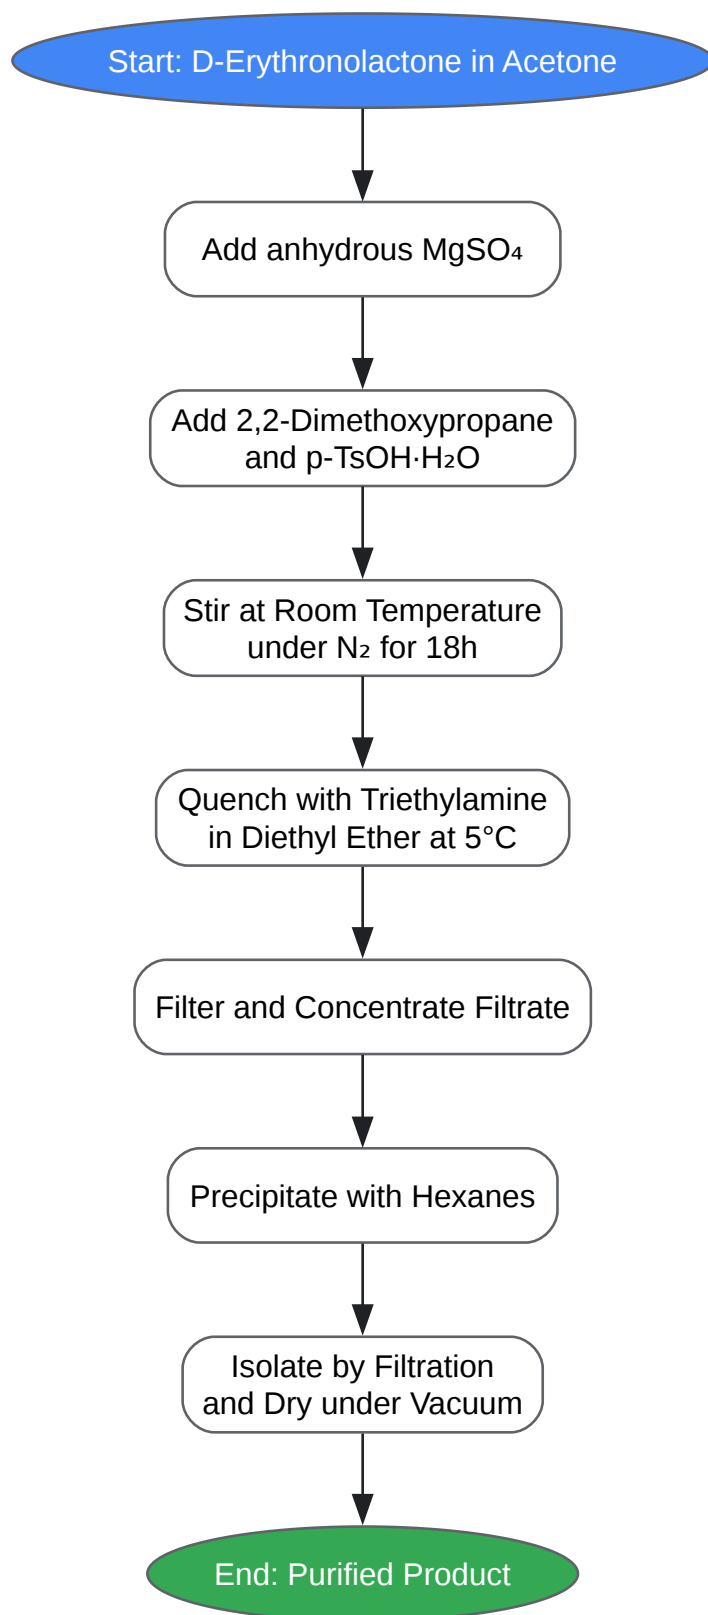 Start: D-Erythronolactone in Acetone
Add anhydrous MgSO₄
Add 2,2-Dimethoxypropane
and p-TsOH·H₂O
Stir at Room Temperature
under N₂ for 18h
Quench with Triethylamine
in Diethyl Ether at 5°C
Filter and Concentrate Filtrate
Precipitate with Hexanes
Isolate by Filtration
and Dry under Vacuum
End: Purified Product